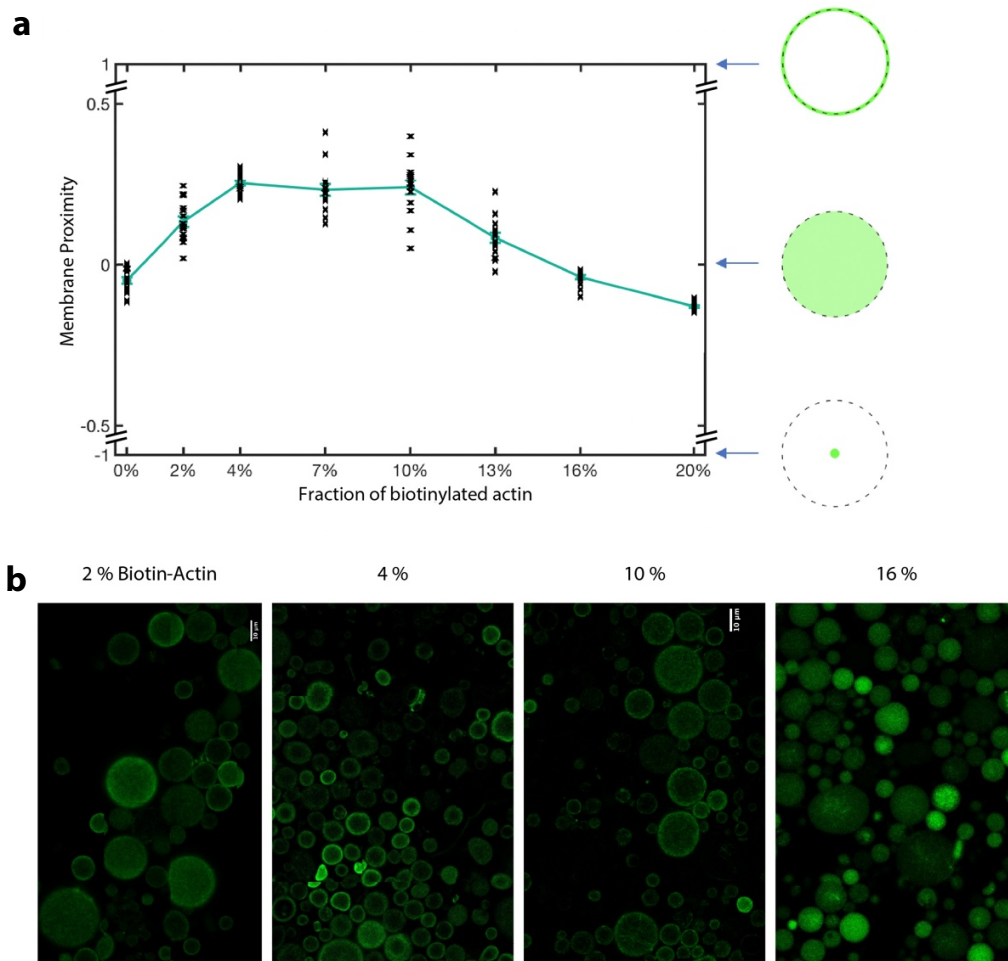 a
1
0.5
0
-0.5
-1
Membrane Proximity
0% 2% 4% 7% 10% 13% 16% 20%
Fraction of biotinylated actin
b
2 % Biotin-Actin 4 % 10 % 16 %
10 µm
10 µm